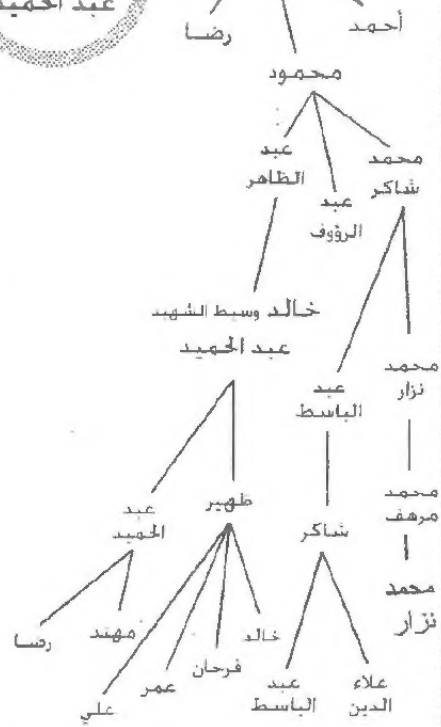 عبد الحميد
أحمد
رضا
محمود
محمد
شاكر
عبد
الرؤوف
عبد
الظاهر
خالد وسيط الشهيد
عبد الحميد
محمد
نزار
عبد
الباسط
ظهير
عبد
الحميد
محمد
مرهف
شاكر
محمد
نزار
خالد
فرحان
عمر
علي
مهند
رضا
علاء
الدين
عبد
الباسط